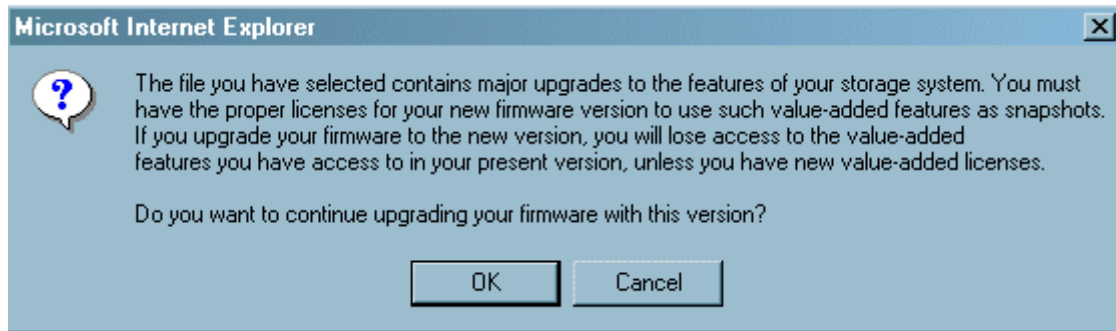 Microsoft Internet Explorer
?
The file you have selected contains major upgrades to the features of your storage system. You must
have the proper licenses for your new firmware version to use such value-added features as snapshots.
If you upgrade your firmware to the new version, you will lose access to the value-added
features you have access to in your present version, unless you have new value-added licenses.
Do you want to continue upgrading your firmware with this version?
OK
Cancel